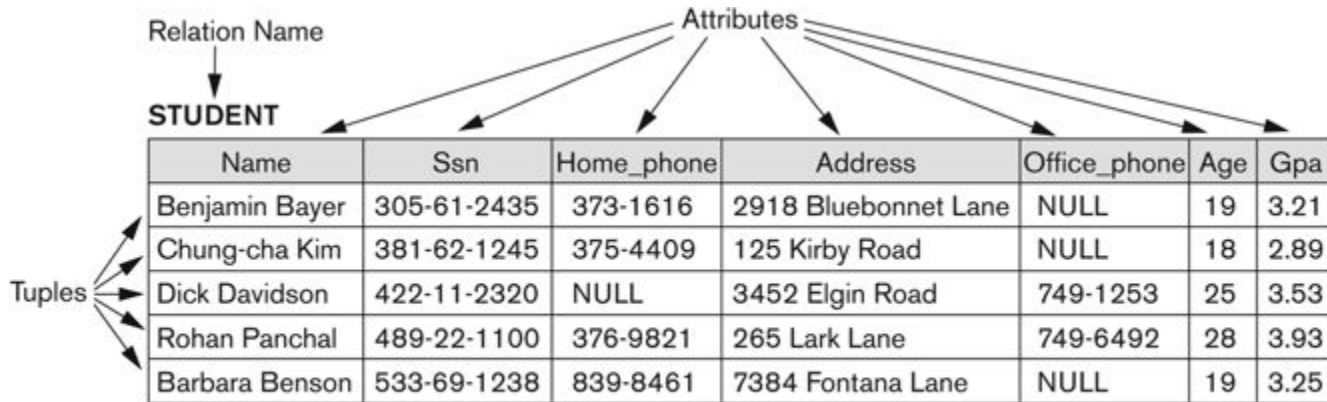 Relation Name
Attributes
STUDENT
Name Ssn Home_phone Address Office_phone Age Gpa
Benjamin Bayer 305-61-2435 373-1616 2918 Bluebonnet Lane NULL 19 3.21
Chung-cha Kim 381-62-1245 375-4409 125 Kirby Road NULL 18 2.89
Tuples
Dick Davidson 422-11-2320 NULL 3452 Elgin Road 749-1253 25 3.53
Rohan Panchal 489-22-1100 376-9821 265 Lark Lane 749-6492 28 3.93
Barbara Benson 533-69-1238 839-8461 7384 Fontana Lane NULL 19 3.25